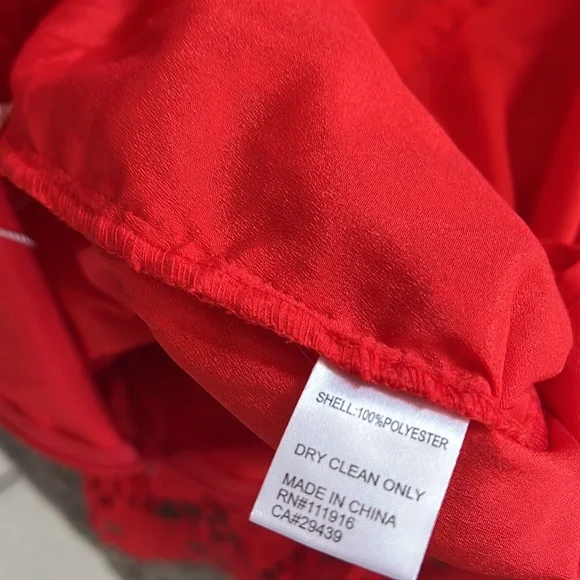 SHELL:100%POLYESTER
DRY CLEAN ONLY
MADE IN CHINA
RN#111916
CA#29439